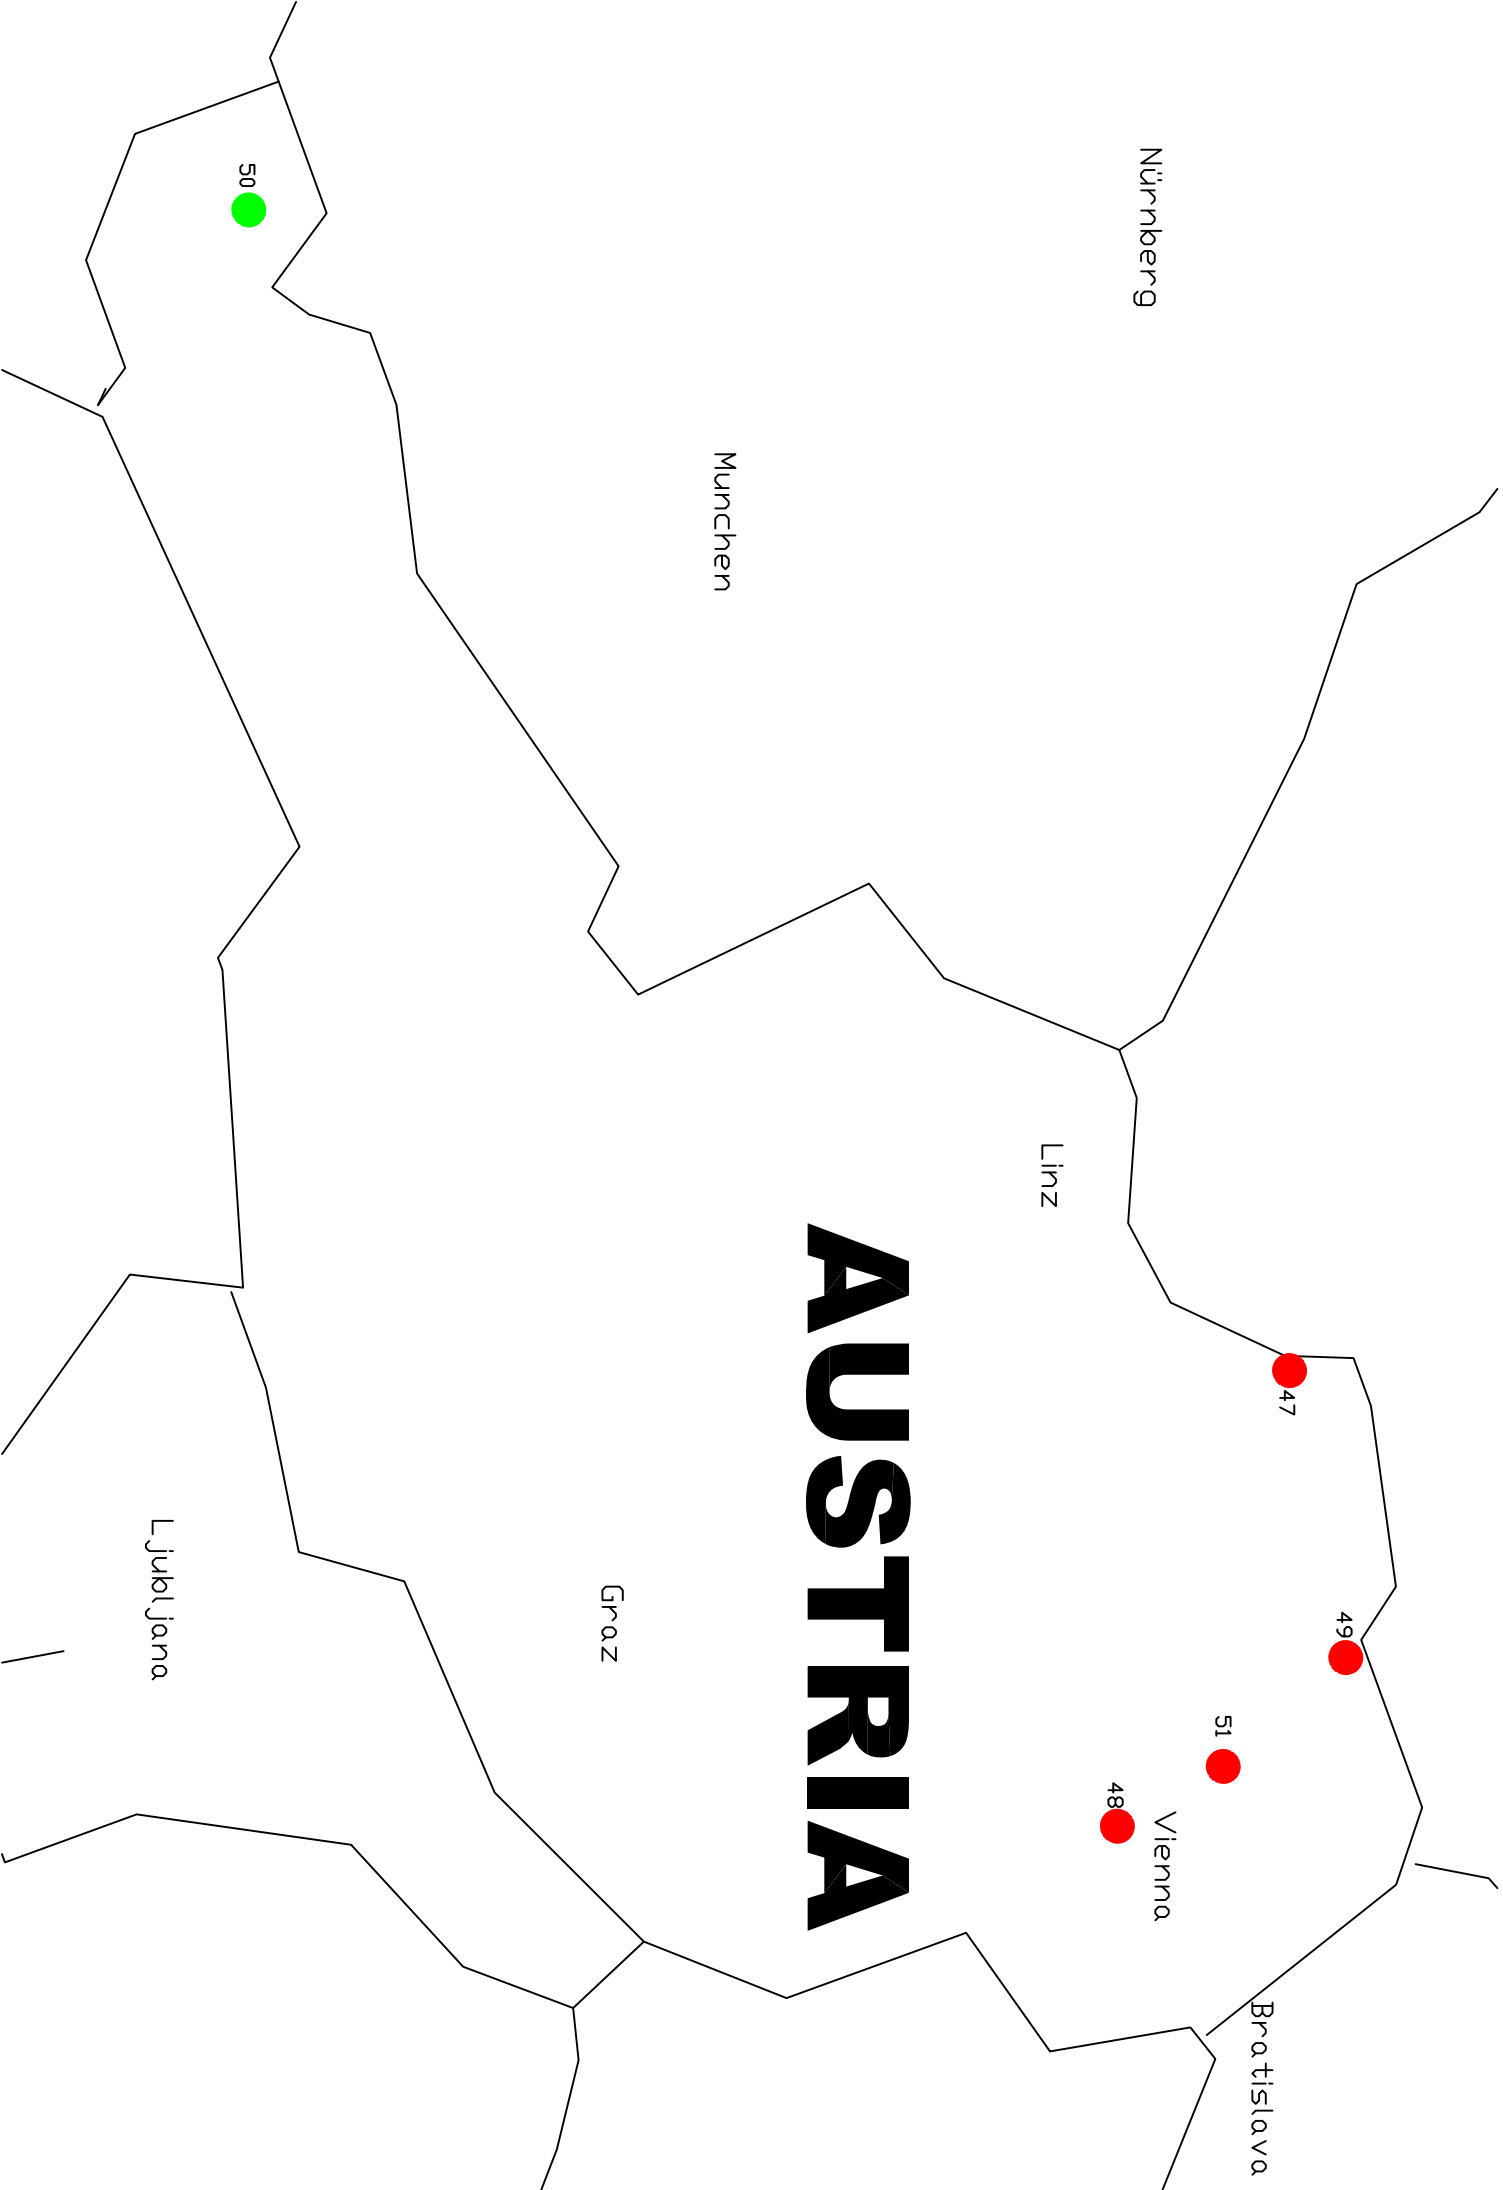 49
47
Bratislava
51
Nürnberg
Vienna
48
Linz
AUSTRIA
Munchen
Graz
50
Ljubljana